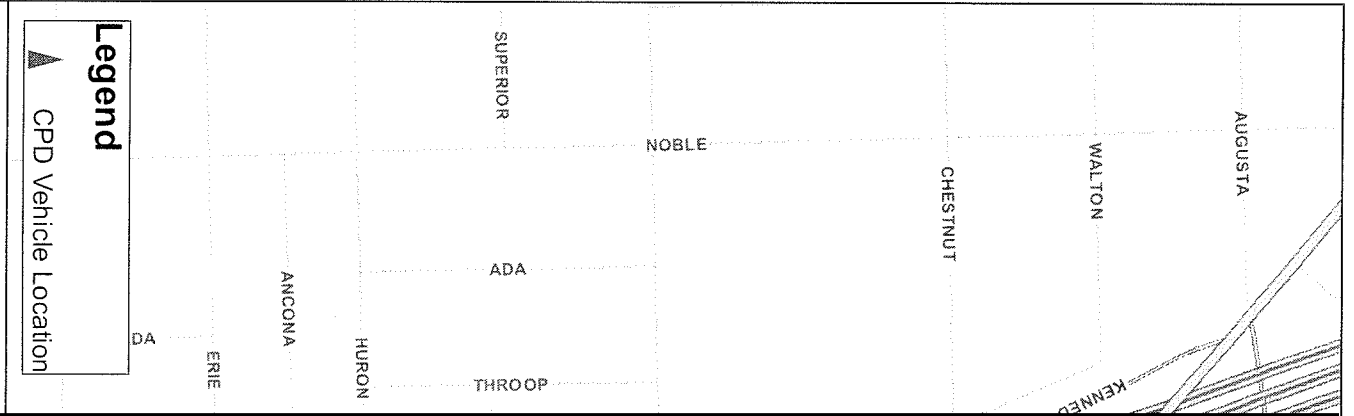 Legend
CPD Vehicle Location
SUPERIOR
NOBLE
AUGUSTA
WALTON
CHESTNUT
ADA
ANCONA
DA
ERIE
HURON
THROOP
KENNED